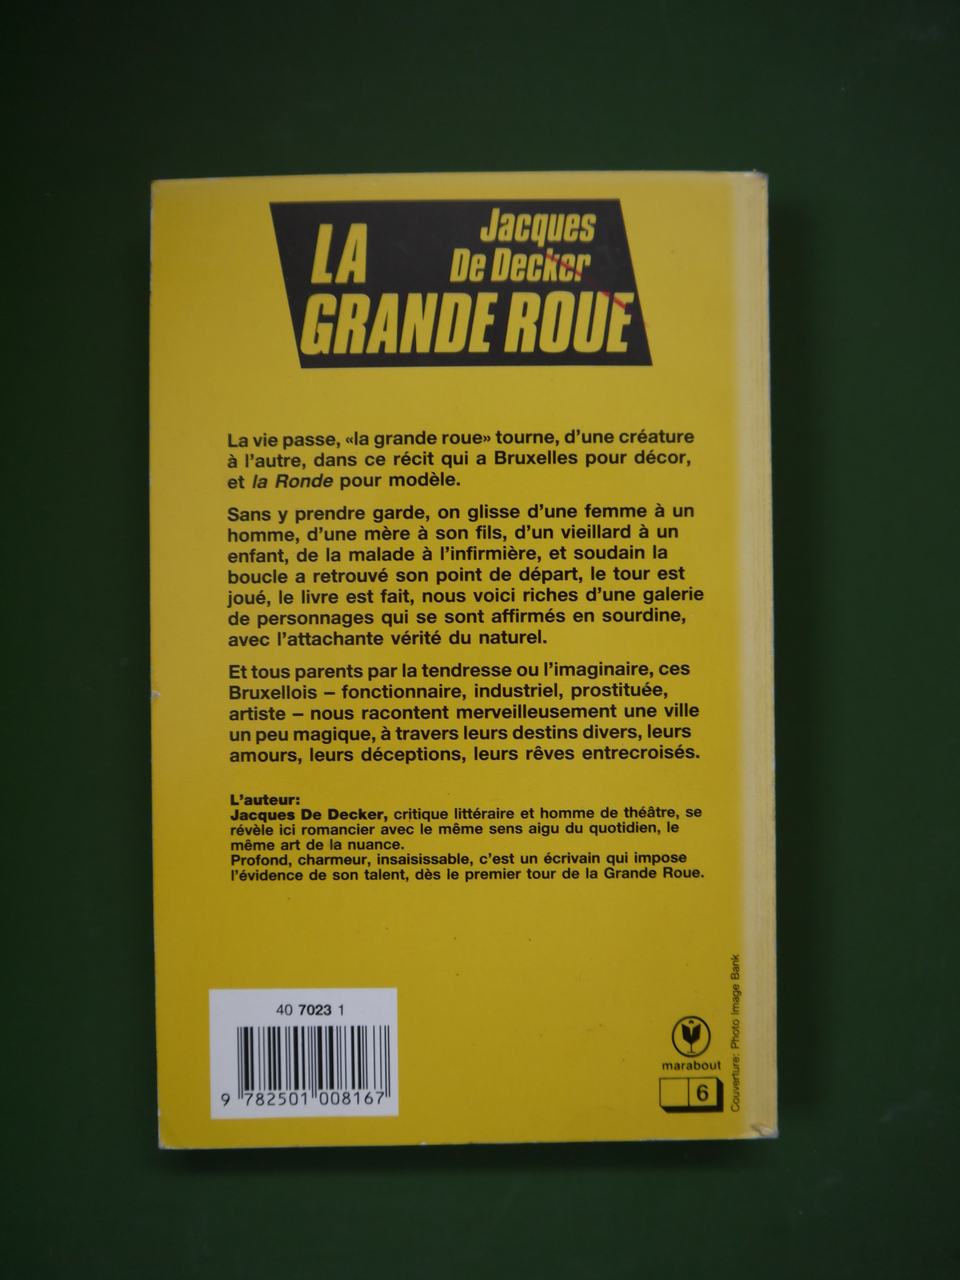 LA
Jacques
De Decker
GRANDE ROUE
La vie passe, «la grande roue» tourne, d'une créature
à l'autre, dans ce récit qui a Bruxelles pour décor,
et la Ronde pour modèle.
Sans y prendre garde, on glisse d'une femme à un
homme, d'une mère à son fils, d'un vieillard à un
enfant, de la malade à l'infirmière, et soudain la
boucle a retrouvé son point de départ, le tour est
joué, le livre est fait, nous voici riches d'une galerie
de personnages qui se sont affirmés en sourdine,
avec l'attachante vérité du naturel.
Et tous parents par la tendresse ou l'imaginaire, ces
Bruxellois – fonctionnaire, industriel, prostituée,
artiste – nous racontent merveilleusement une ville
un peu magique, à travers leurs destins divers, leurs
amours, leurs déceptions, leurs rêves entrecroisés.
L'auteur:
Jacques De Decker, critique littéraire et homme de théâtre, se
révèle ici romancier avec le même sens aigu du quotidien, le
même art de la nuance.
Profond, charmeur, insaisissable, c'est un écrivain qui impose
l'évidence de son talent, dès le premier tour de la Grande Roue.
40 7023 1
9 782501 008167
marabout
6
Couverture: Photo Image Bank